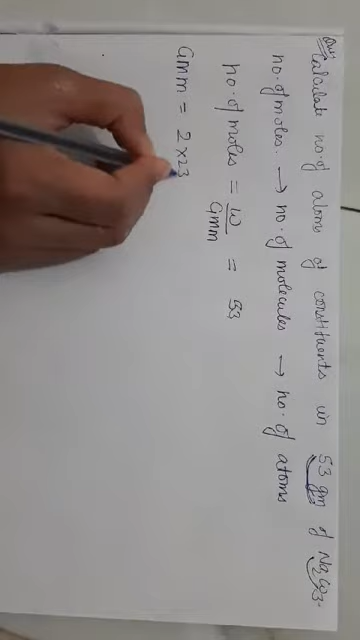 Ques Calculate no. of atoms of constituents in 53 gm of Na2CO3.
no. of moles. → no. of molecules → no. of atoms
no. of moles = w/Gmm = 53
Gmm = 2×23